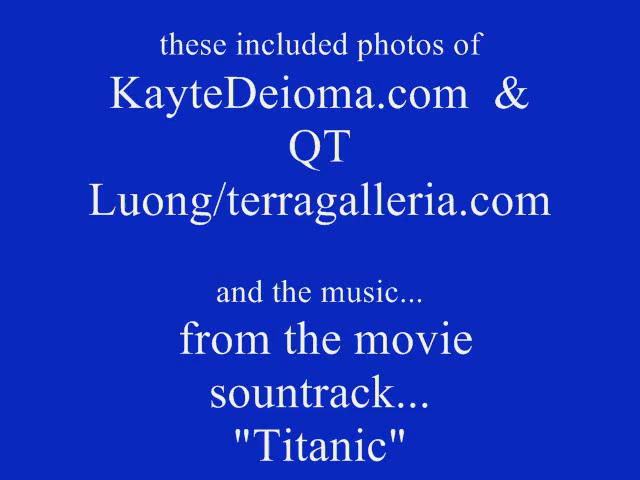 these included photos of
KayteDeioma.com &
QT
Luong/terragalleria.com
and the music...
from the movie
sountrack...
"Titanic"